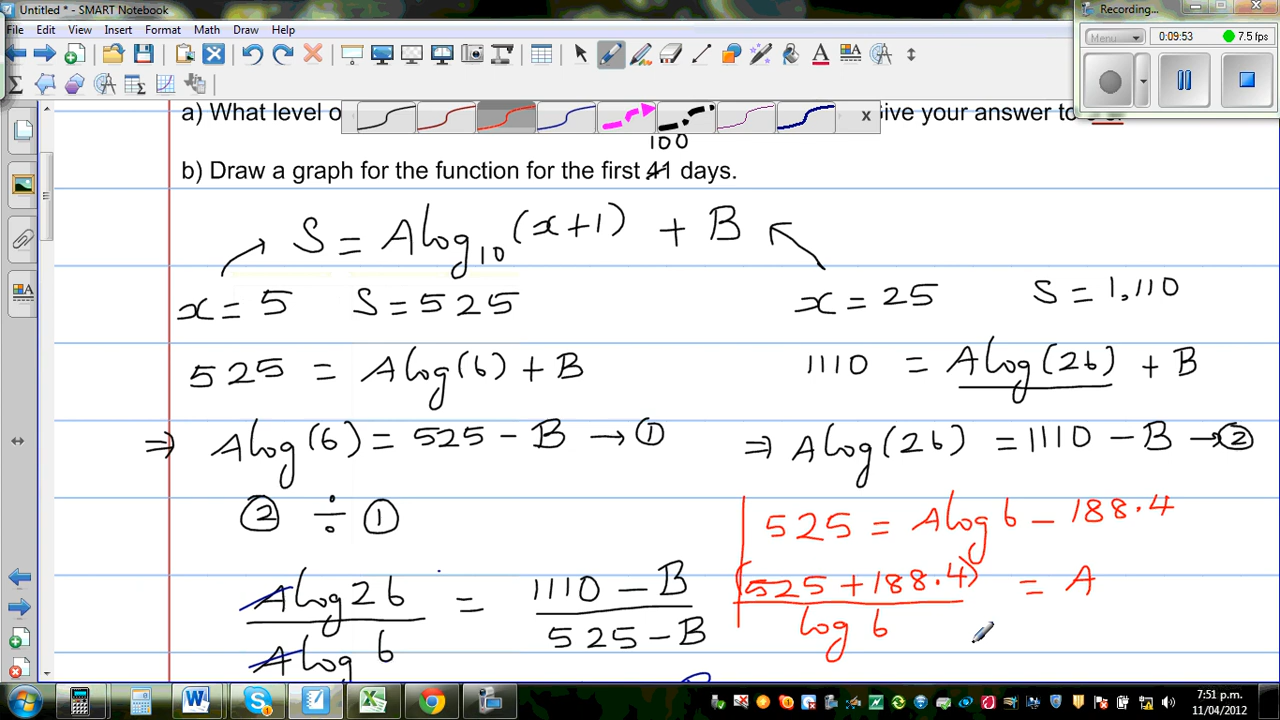 Untitled * - SMART Notebook
Recording...
File Edit View Insert Format Math Draw Help
Menu 0:09:53 7.5 fps
a) What level o
ive your answer to
100
b) Draw a graph for the function for the first 41 days.
S = A log10 (x+1) + B
x = 5 S = 525 x = 25 S = 1,110
525 = A log(6) + B 1110 = A log(26) + B
⇒ A log(6) = 525 - B → ① ⇒ A log(26) = 1110 - B → ②
② ÷ ① 525 = A log 6 - 188.4
A log 26 / A log 6 = 1110 - B / 525 - B
(525 + 188.4) / log 6 = A
7:51 p.m.
11/04/2012